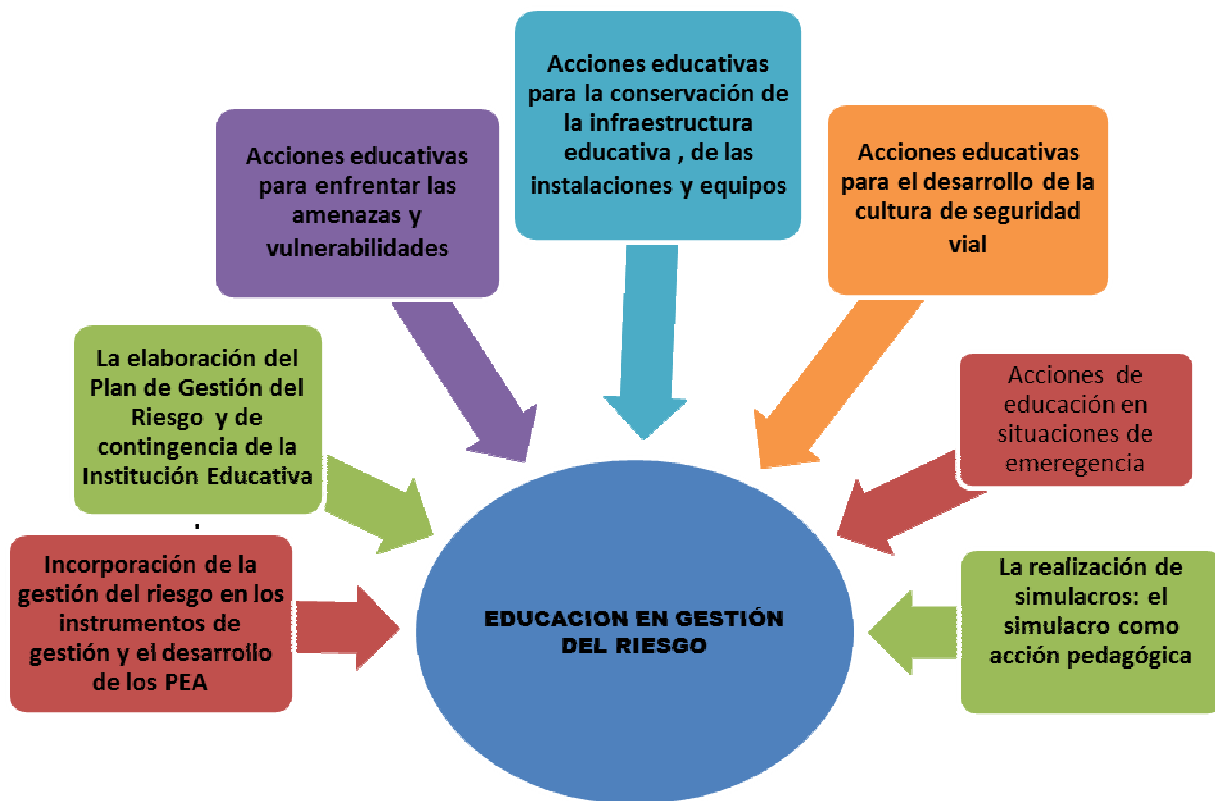 Acciones educativas
para la conservación de
la infraestructura
educativa , de las
instalaciones y equipos
Acciones educativas
para enfrentar las
amenazas y
vulnerabilidades
Acciones educativas
para el desarrollo de la
cultura de seguridad
vial
La elaboración del
Plan de Gestión del
Riesgo y de
contingencia de la
Institución Educativa
.
Acciones de
educación en
situaciones de
emeregencia
Incorporación de la
gestión del riesgo en los
instrumentos de
gestión y el desarrollo
de los PEA
EDUCACION EN GESTIÓN
DEL RIESGO
La realización de
simulacros: el
simulacro como
acción pedagógica